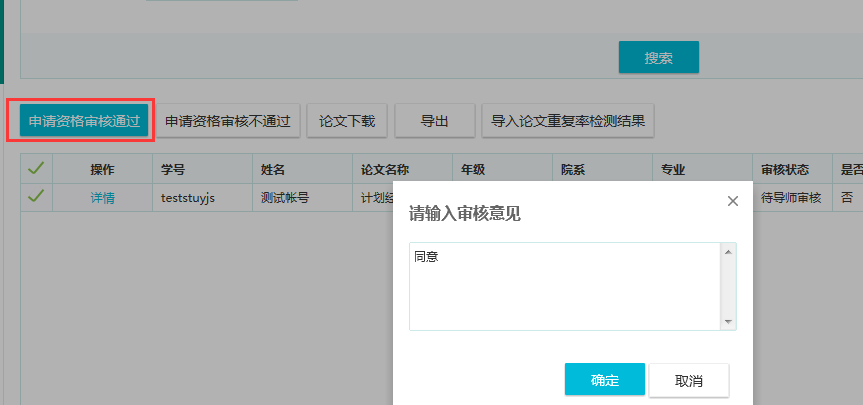 搜索
申请资格审核通过 申请资格审核不通过 论文下载 导出 导入论文重复率检测结果
操作 学号 姓名 论文名称 年级 院系 专业 审核状态 是否
详情 teststuyjs 测试帐号 计划经 待导师审核 否
请输入审核意见
同意
确定 取消